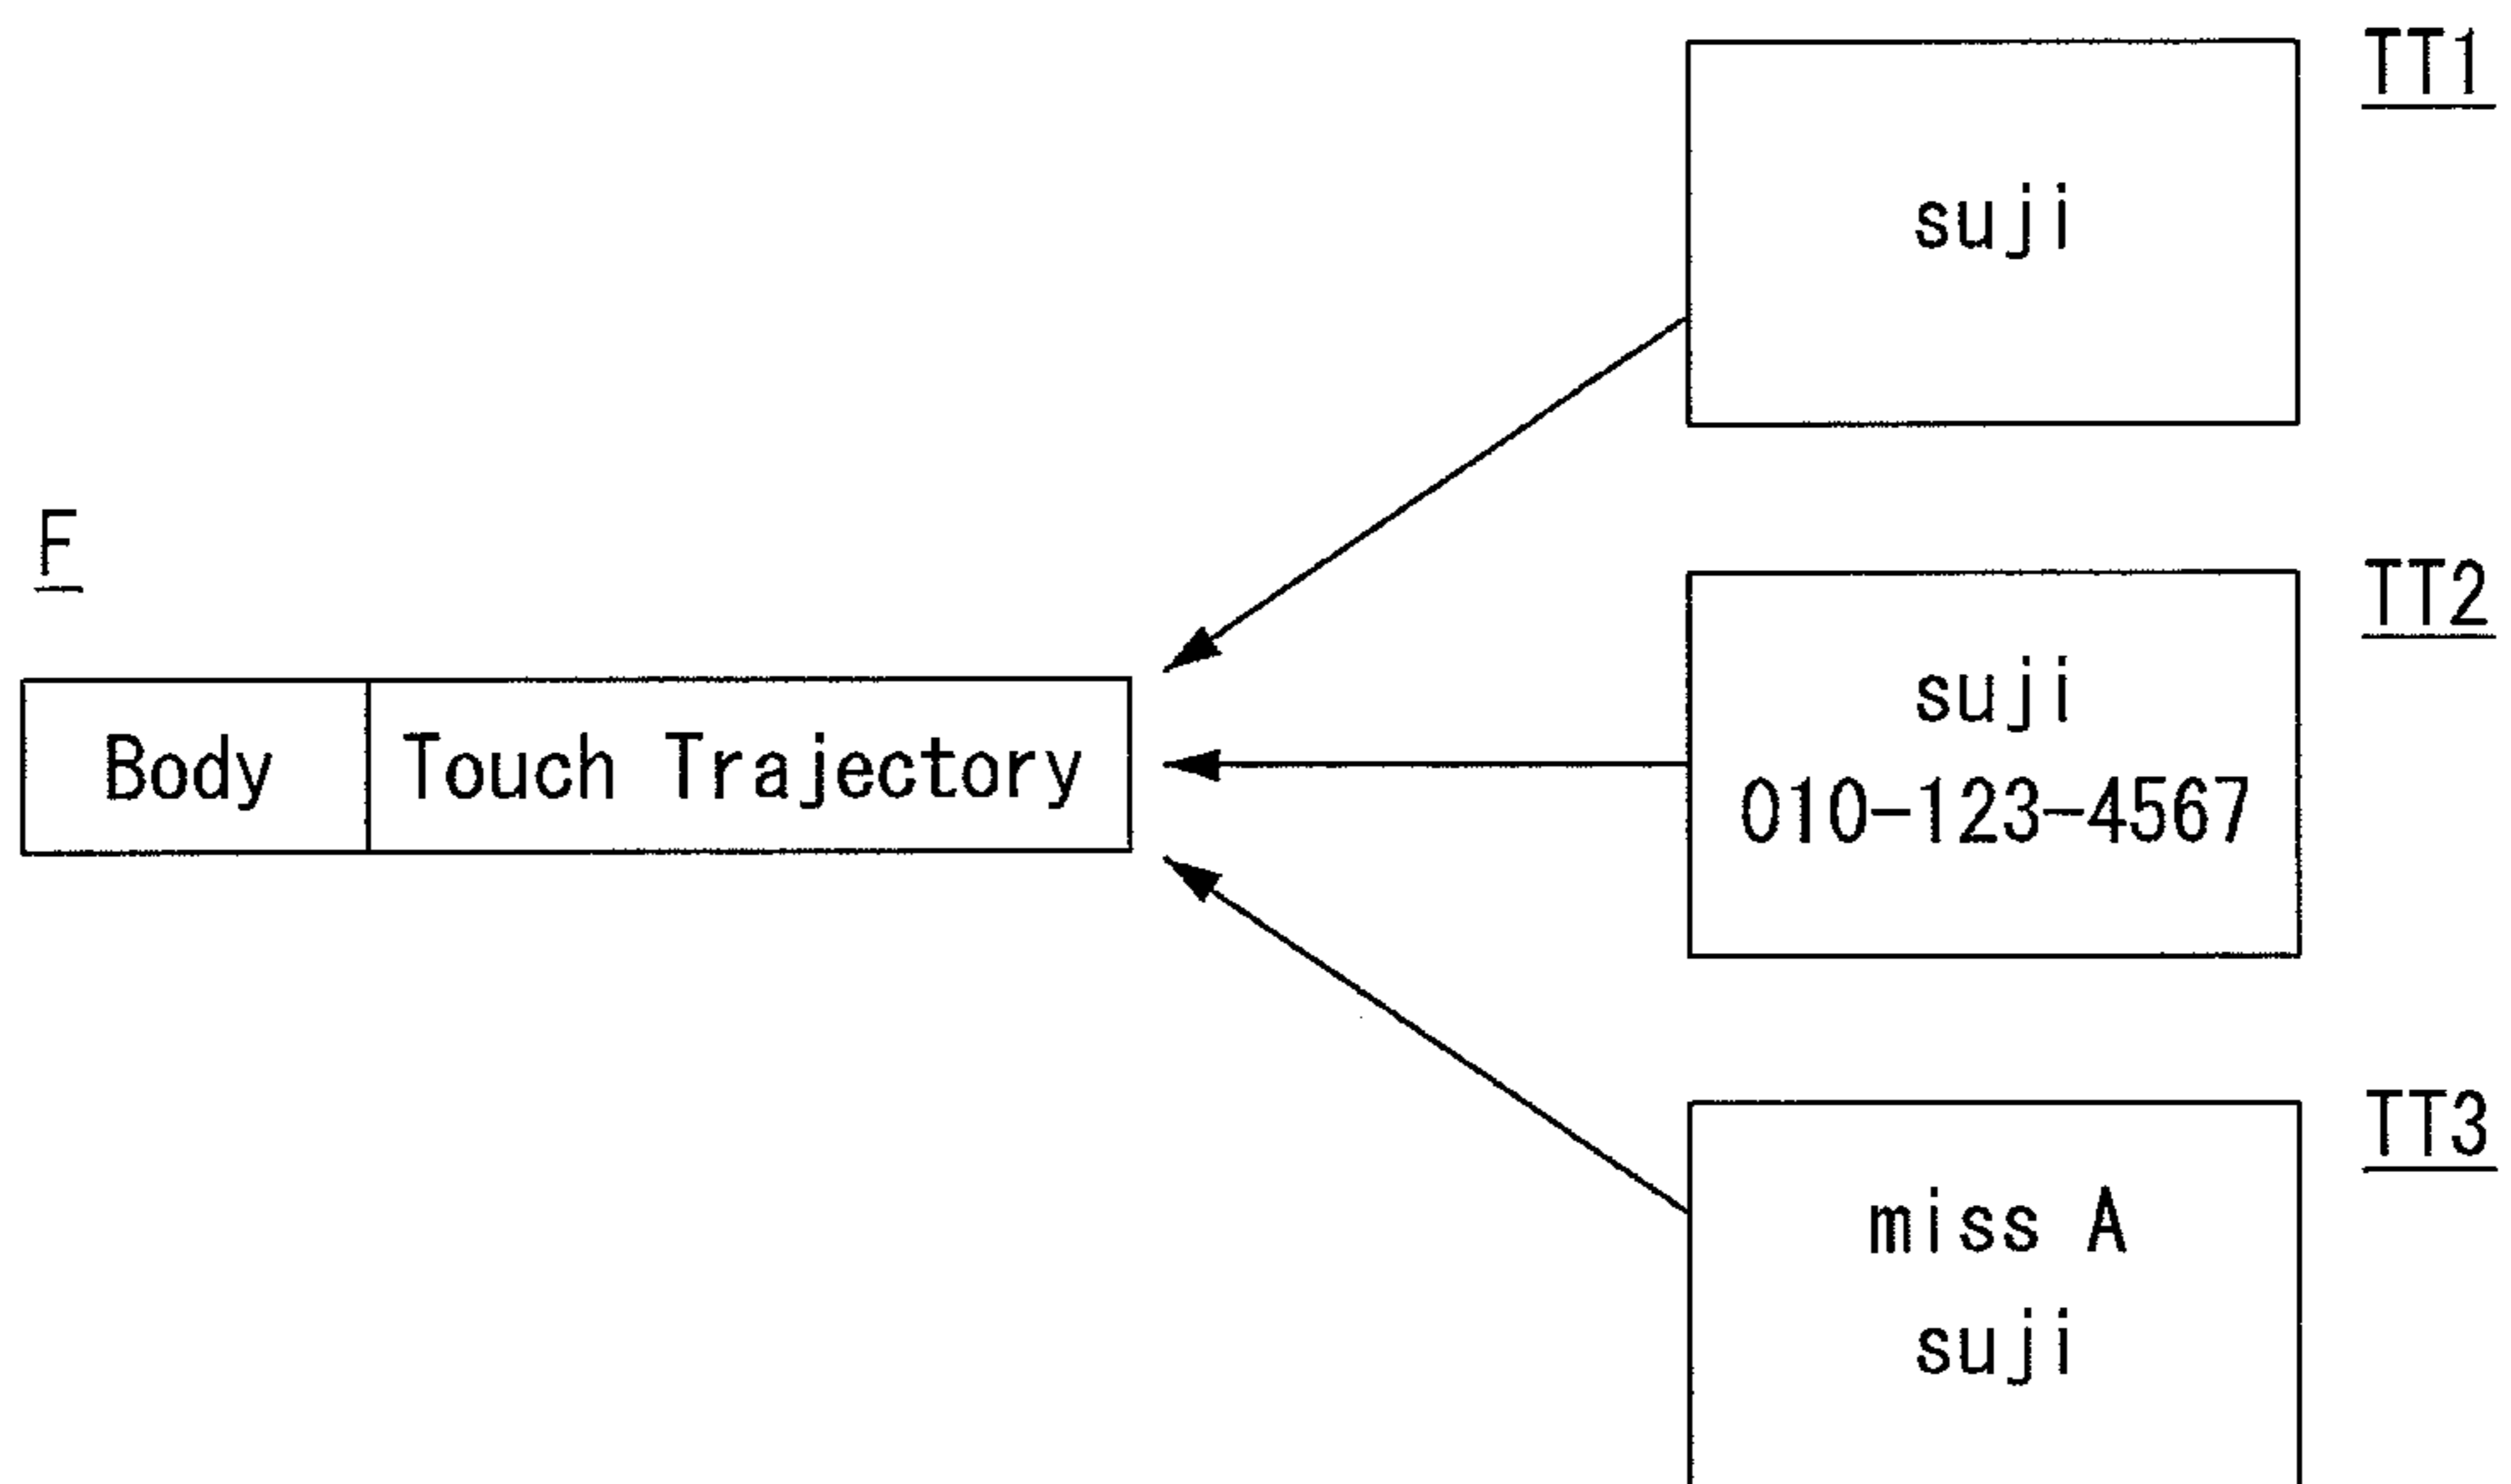 TT1
suji
F
Body Touch Trajectory
TT2
suji
010-123-4567
TT3
miss A
suji